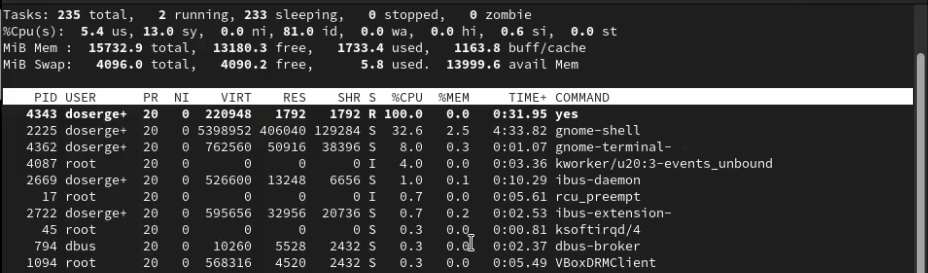 Tasks: 235 total, 2 running, 233 sleeping, 0 stopped, 0 zombie
%Cpu(s): 5.4 us, 13.0 sy, 0.0 ni, 81.0 id, 0.0 wa, 0.0 hi, 0.6 si, 0.0 st
MiB Mem : 15732.9 total, 13180.3 free, 1733.4 used, 1163.8 buff/cache
MiB Swap: 4096.0 total, 4090.2 free, 5.8 used. 13999.6 avail Mem
PID USER PR NI VIRT RES SHR S %CPU %MEM TIME+ COMMAND
4343 doserge+ 20 0 220948 1792 1792 R 100.0 0.0 0:31.95 yes
2225 doserge+ 20 0 5398952 406040 129284 S 32.6 2.5 4:33.82 gnome-shell
4362 doserge+ 20 0 762560 50916 38396 S 8.0 0.3 0:01.07 gnome-terminal-
4087 root 20 0 0 0 0 I 4.0 0.0 0:03.36 kworker/u20:3-events_unbound
2669 doserge+ 20 0 526600 13248 6656 S 1.0 0.1 0:10.29 ibus-daemon
17 root 20 0 0 0 0 I 0.7 0.0 0:05.61 rcu_preempt
2722 doserge+ 20 0 595656 32956 20736 S 0.7 0.2 0:02.53 ibus-extension-
45 root 20 0 0 0 0 S 0.3 0.0 0:00.81 ksoftirqd/4
794 dbus 20 0 10260 5528 2432 S 0.3 0.0 0:02.37 dbus-broker
1094 root 20 0 568316 4520 2432 S 0.3 0.0 0:05.49 VBoxDRMClient